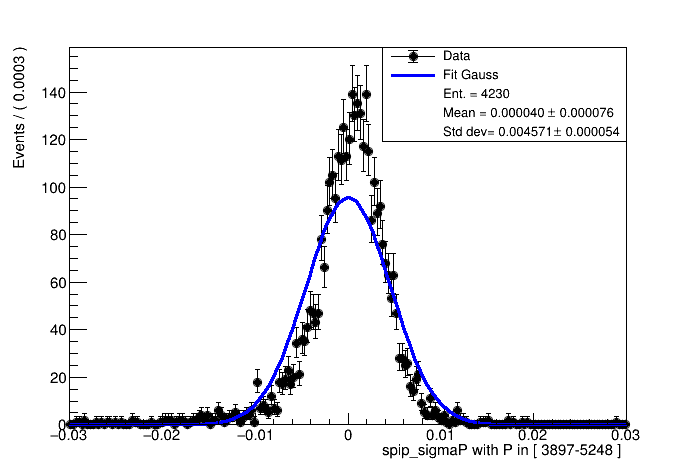 Events / ( 0.0003 )
140
120
100
80
60
40
20
0
−0.03 −0.02 −0.01 0 0.01 0.02 0.03
spip_sigmaP with P in [ 3897-5248 ]
Data
Fit Gauss
Ent. = 4230
Mean = 0.000040 ± 0.000076
Std dev= 0.004571± 0.000054